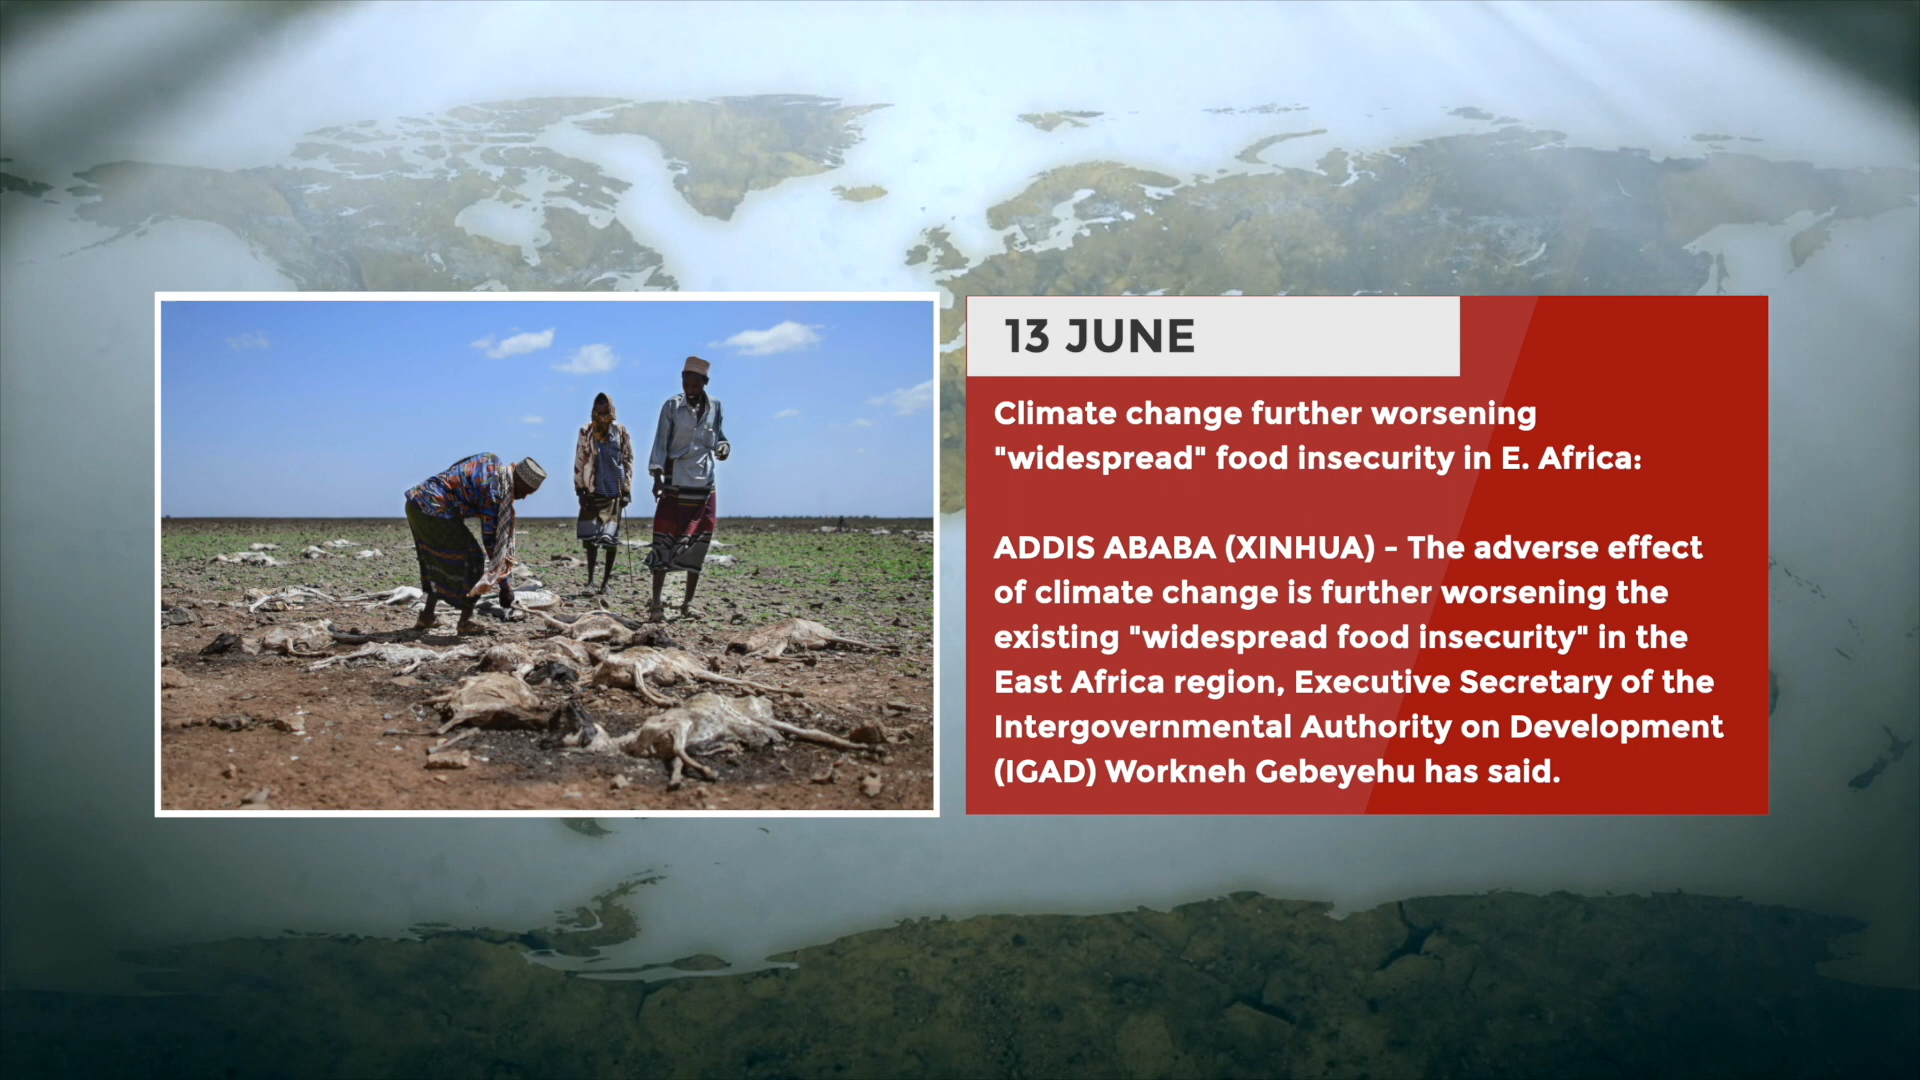 13 JUNE
Climate change further worsening
"widespread" food insecurity in E. Africa:
ADDIS ABABA (XINHUA) - The adverse effect
of climate change is further worsening the
existing "widespread food insecurity" in the
East Africa region, Executive Secretary of the
Intergovernmental Authority on Development
(IGAD) Workneh Gebeyehu has said.